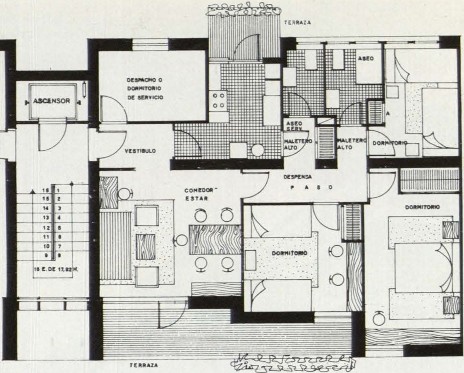 TERRAZA
DESPACHO O
DORMITORIO
DE SERVICIO
ASEO
ASCENSOR
ASEO
SERV.
A
MALETERO
ALTO
MALETERO
ALTO
DORMITORIO
VESTIBULO
DESPENSA
PASO
COMEDOR-
ESTAR
DORMITORIO
16 1
15 2
14 3
13 4
12 5
11 6
10 7
9 8
16 E. DE 17,22 H.
DORMITORIO
TERRAZA